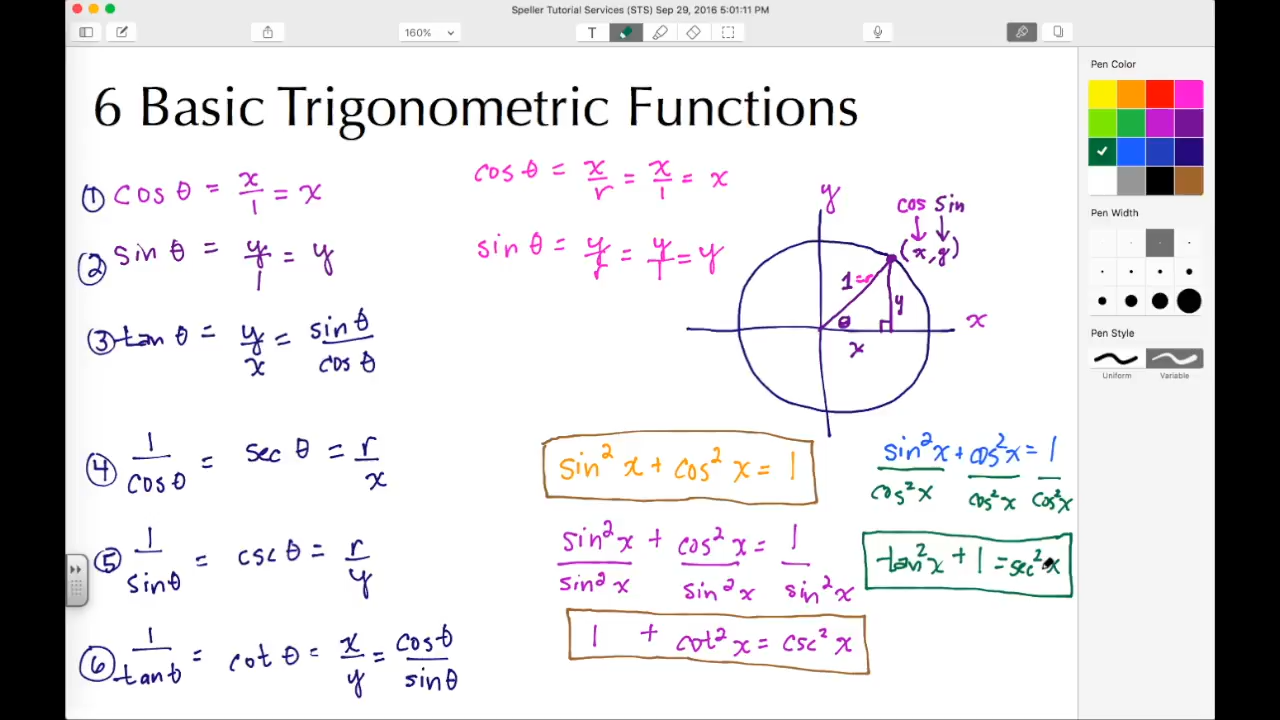 Speller Tutorial Services (STS) Sep 29, 2016 5:01:11 PM
160%
T
6 Basic Trigonometric Functions
① cos θ = x/1 = x
② sin θ = y/1 = y
③ tan θ = y/x = sin θ/cos θ
④ 1/cos θ = sec θ = r/x
⑤ 1/sin θ = csc θ = r/y
⑥ 1/tan θ = cot θ = x/y = cos θ/sin θ
cos θ = x/r = x/1 = x
sin θ = y/r = y/1 = y
y
cos sin
(x, y)
1=r
y
θ
x
x
sin² x + cos² x = 1
sin² x/sin² x + cos² x/sin² x = 1/sin² x
1 + cot² x = csc² x
sin² x/cos² x + cos² x/cos² x = 1/cos² x
tan² x + 1 = sec² x
Pen Color
Pen Width
Pen Style
Uniform
Variable